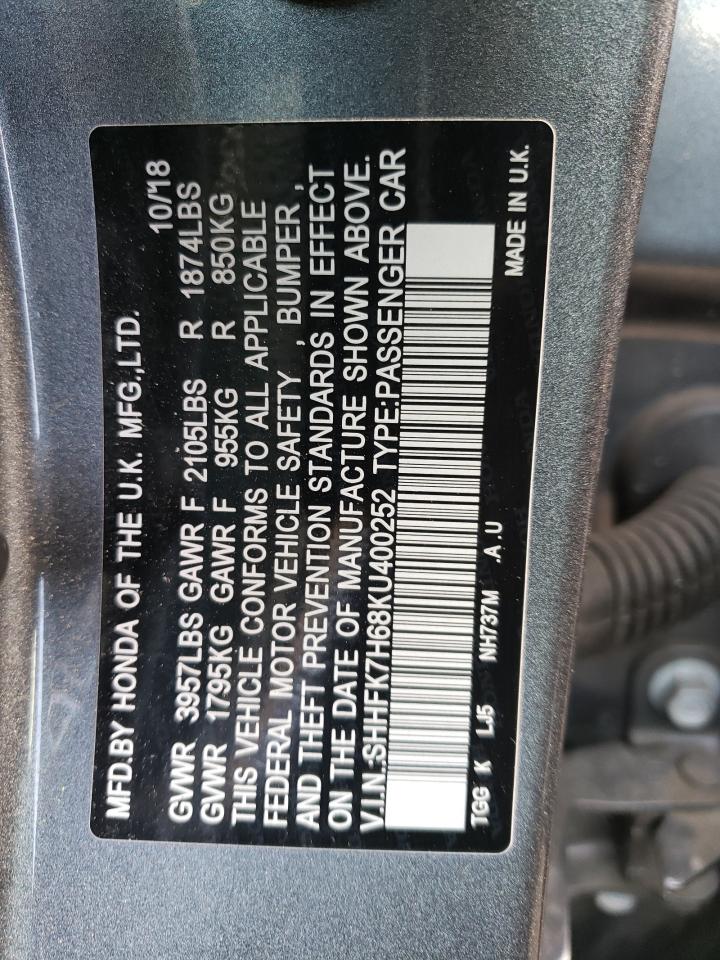 MFD.BY HONDA OF THE U.K. MFG.,LTD. 10/18
GVWR 3957LBS GAWR F 2105LBS R 1874LBS
GVWR 1795KG GAWR F 955KG R 850KG
THIS VEHICLE CONFORMS TO ALL APPLICABLE
FEDERAL MOTOR VEHICLE SAFETY , BUMPER ,
AND THEFT PREVENTION STANDARDS IN EFFECT
ON THE DATE OF MANUFACTURE SHOWN ABOVE.
V.I.N.:SHHFK7H68KU400252 TYPE:PASSENGER CAR
TGG K LJ5 NH737M .A .U MADE IN U.K.